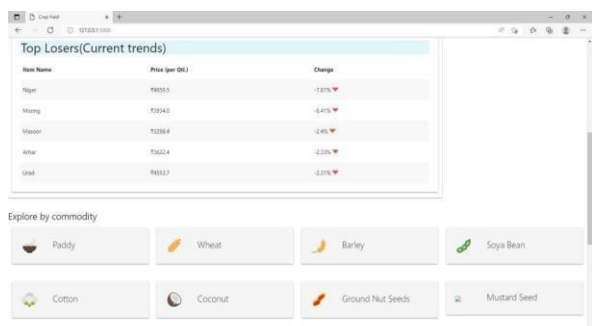 Crop Yield
127.0.0.1:5000
Top Losers(Current trends)
Item Name Price (per Qtl.) Change
Niger ₹4859.5 -7.81%
Moong ₹3934.0 -6.41%
Masoor ₹3398.4 -2.4%
Arhar ₹3622.4 -2.33%
Urad ₹4353.7 -2.31%
Explore by commodity
Paddy Wheat Barley Soya Bean
Cotton Coconut Ground Nut Seeds Mustard Seed